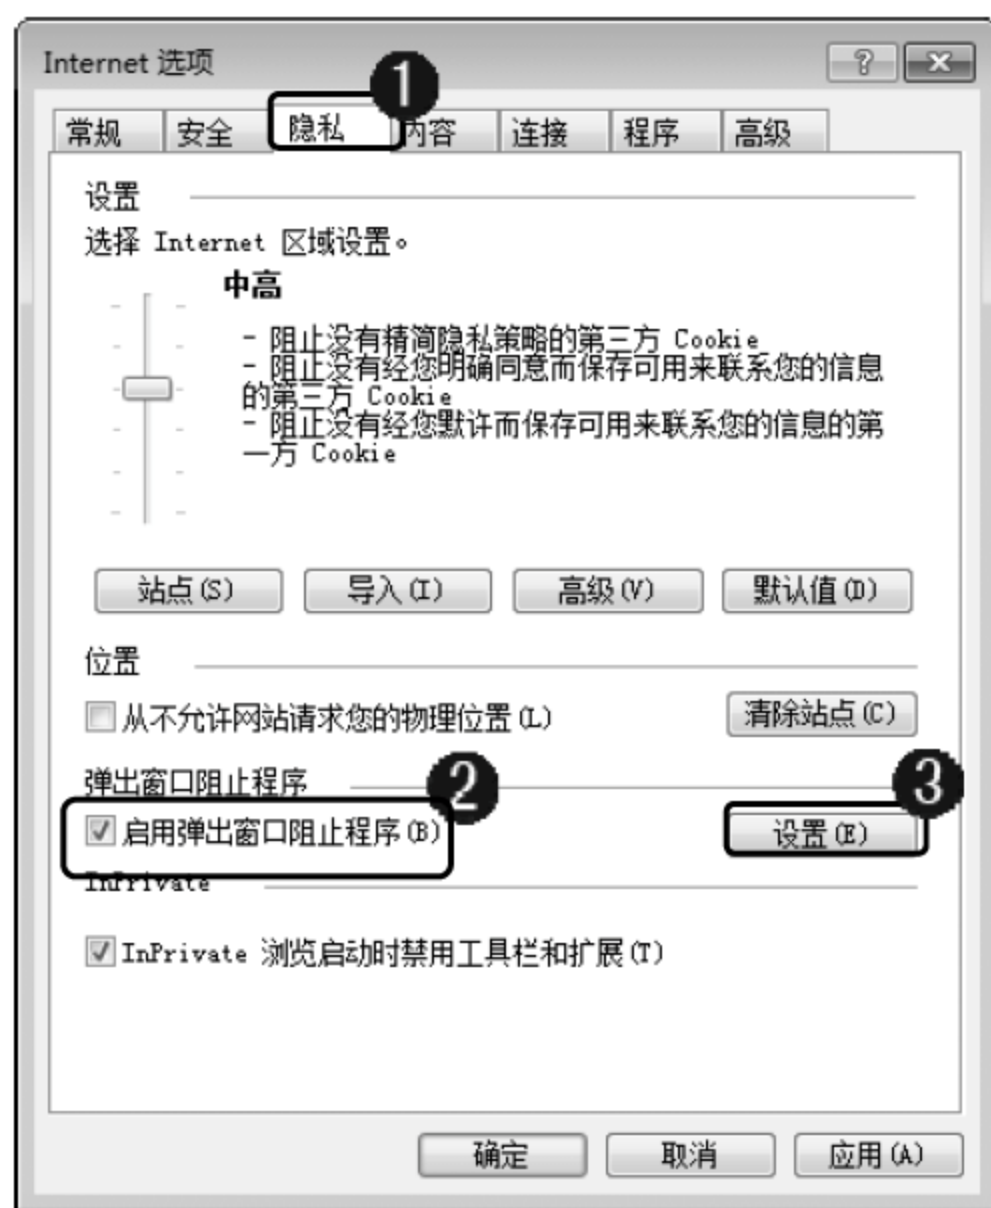 Internet 选项
1
常规 安全 隐私 内容 连接 程序 高级
设置
选择 Internet 区域设置。
中高
- 阻止没有精简隐私策略的第三方 Cookie
- 阻止没有经您明确同意而保存可用来联系您的信息
的第三方 Cookie
- 阻止没有经您默许而保存可用来联系您的信息的第
一方 Cookie
站点(S) 导入(I) 高级(V) 默认值(D)
位置
从不允许网站请求您的物理位置(L) 清除站点(C)
弹出窗口阻止程序 2 3
启用弹出窗口阻止程序(B) 设置(E)
InPrivate
InPrivate 浏览启动时禁用工具栏和扩展(T)
确定 取消 应用(A)